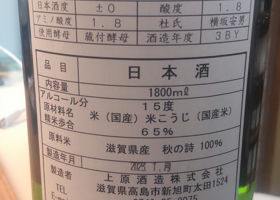 日本酒度 ±0 酸度 1.8
アミノ酸度 1.8 杜氏 横坂安男
使用酵母 蔵付酵母 酒造年度 3BY
品目 日本酒
内容量 1800mℓ
アルコール分 15度
原材料名 米(国産)米こうじ(国産米)
精米歩合 65%
原料米 滋賀県産 秋の詩 100%
製造年月
製造者 上原酒造株式会社
滋賀県高島市新旭町太田1524
TEL